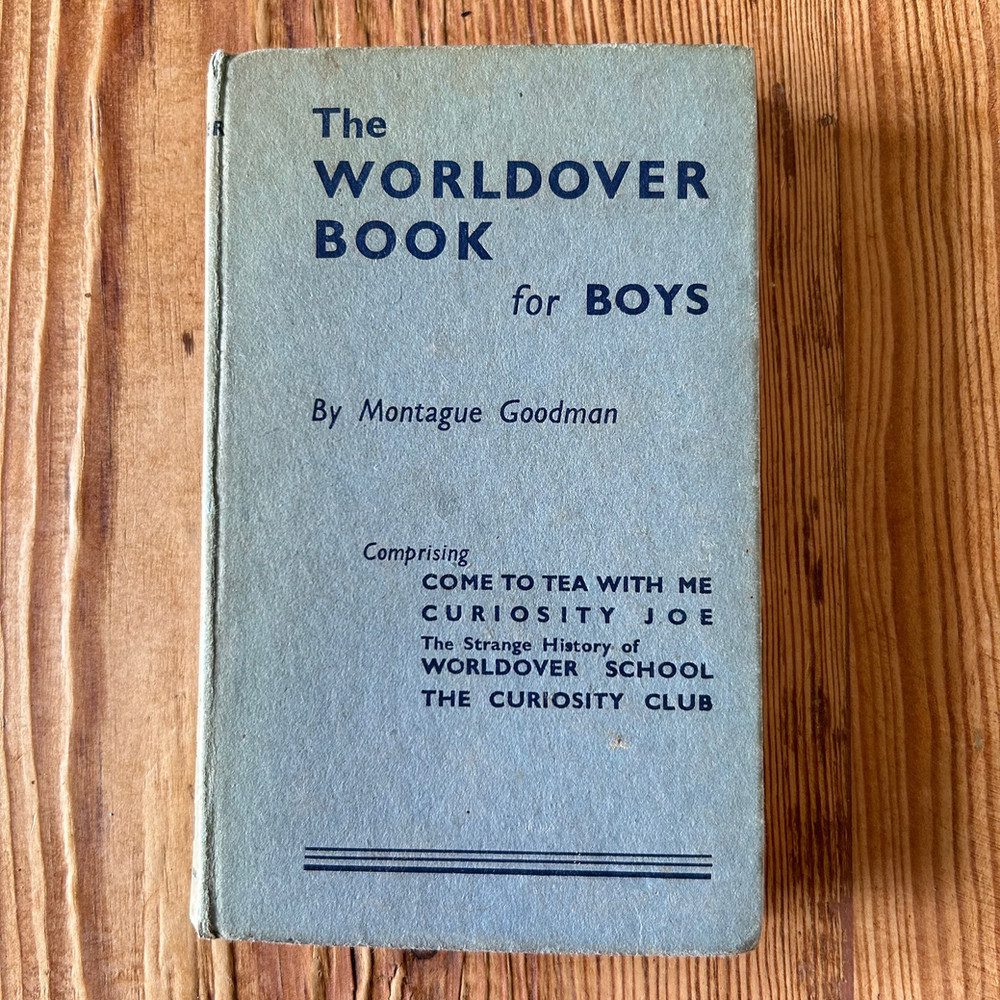 The
WORLDOVER
BOOK
for BOYS
By Montague Goodman
Comprising
COME TO TEA WITH ME
CURIOSITY JOE
The Strange History of
WORLDOVER SCHOOL
THE CURIOSITY CLUB